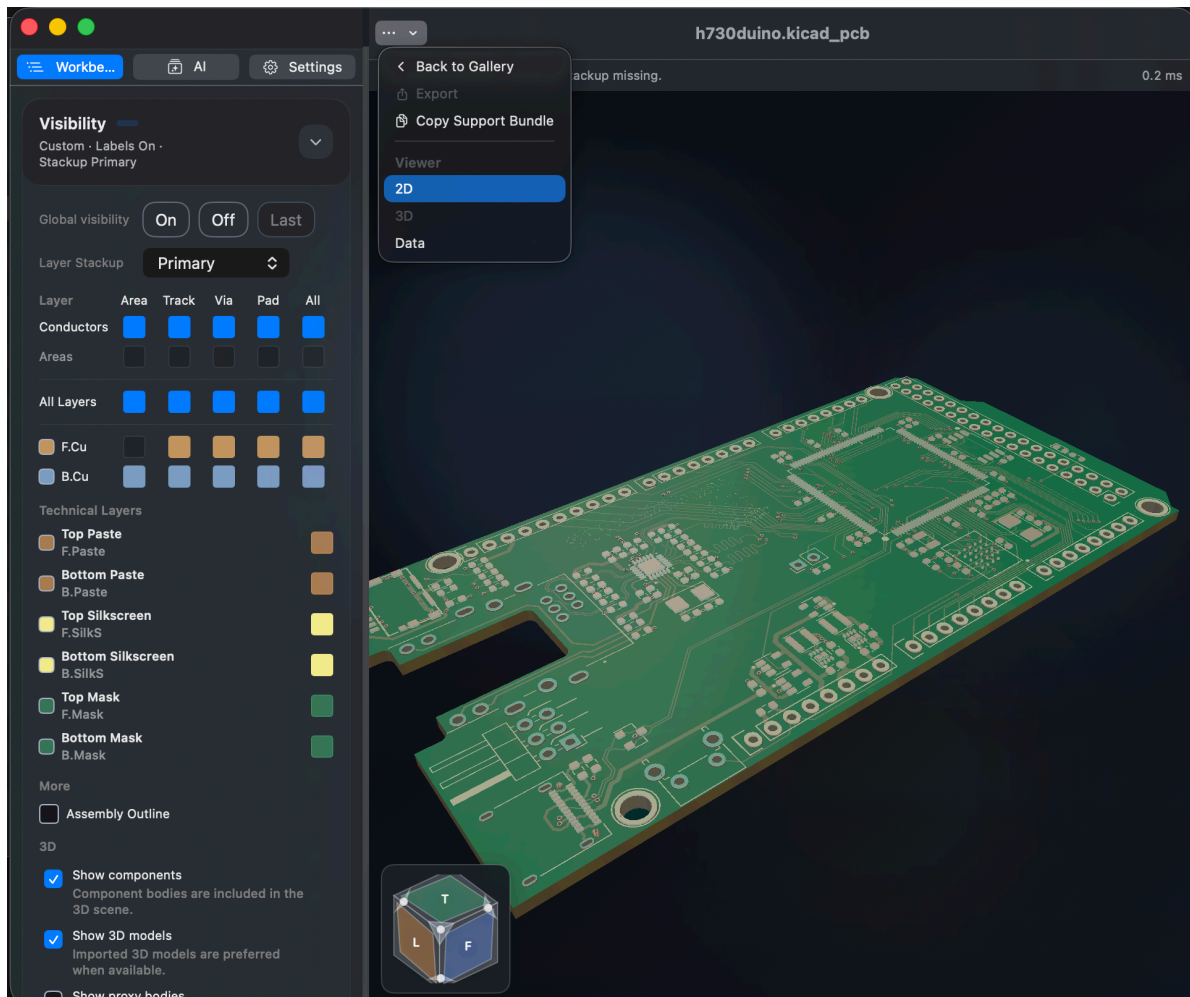 h730duino.kicad_pcb
Workbe...
AI
Settings
Back to Gallery
Export
Copy Support Bundle
Viewer
2D
3D
Data
ackup missing.
0.2 ms
Visibility
Custom · Labels On ·
Stackup Primary
Global visibility On Off Last
Layer Stackup Primary
Layer Area Track Via Pad All
Conductors
Areas
All Layers
F.Cu
B.Cu
Technical Layers
Top Paste
F.Paste
Bottom Paste
B.Paste
Top Silkscreen
F.SilkS
Bottom Silkscreen
B.SilkS
Top Mask
F.Mask
Bottom Mask
B.Mask
More
Assembly Outline
3D
Show components
Component bodies are included in the
3D scene.
Show 3D models
Imported 3D models are preferred
when available.
Show proxy bodies
T
L
F